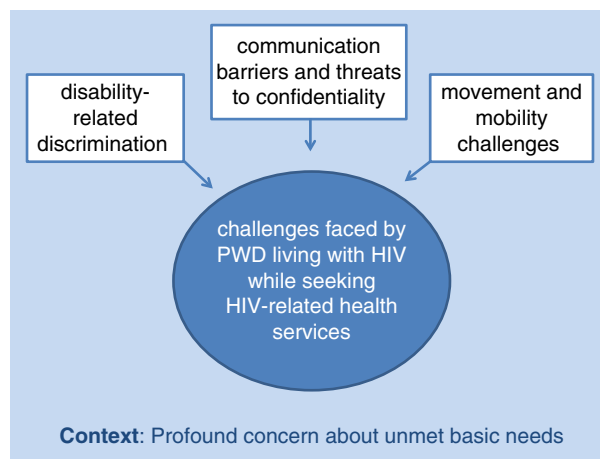 communication
barriers and threats
to confidentiality
disability-
related
discrimination
movement and
mobility
challenges
challenges faced by
PWD living with HIV
while seeking
HIV-related health
services
Context: Profound concern about unmet basic needs